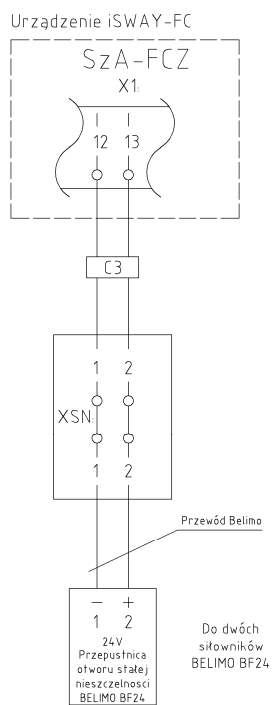 Urządzenie iSWAY-FC
SzA-FCZ
X1:
12 13
C3
1 2
XSN:
1 2
Przewód Belimo
- +
1 2
24V
Przepustnica
otworu stałej
nieszczelnosci
BELIMO BF24
Do dwóch
siłowników
BELIMO BF24